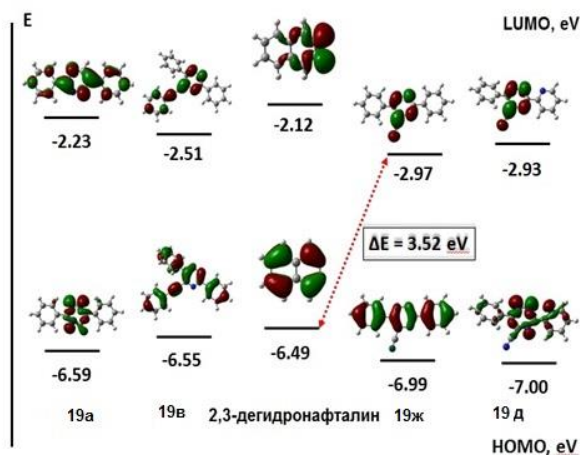 E
LUMO, eV
-2.23
-2.51
-2.12
-2.97
-2.93
ΔE = 3.52 eV
-6.59
-6.55
-6.49
-6.99
-7.00
19а
19в
2,3-дегидронафталин
19ж
19 д
HOMO, eV